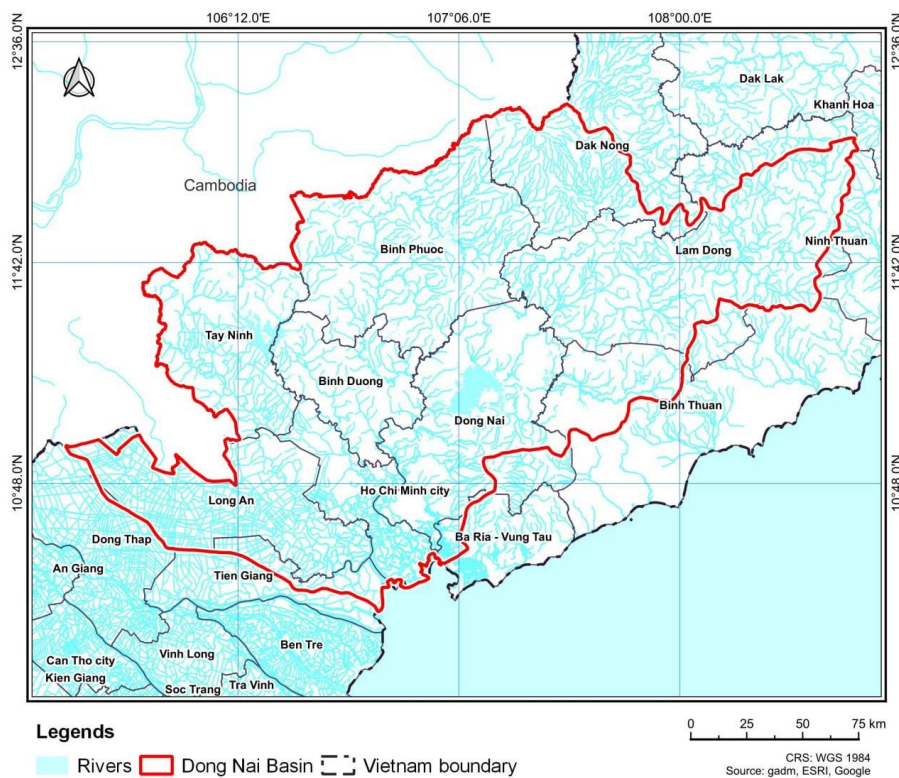 106°12.0'E
107°06.0'E
108°00.0'E
12°36.0'N
12°36.0'N
Dak Lak
Khanh Hoa
Dak Nong
Cambodia
Binh Phuoc
Lam Dong
Ninh Thuan
11°42.0'N
11°42.0'N
Tay Ninh
Binh Duong
Dong Nai
Binh Thuan
10°48.0'N
10°48.0'N
Long An
Ho Chi Minh city
Dong Thap
Ba Ria - Vung Tau
An Giang
Tien Giang
Ben Tre
Vinh Long
Can Tho city
Kien Giang
Soc Trang
Tra Vinh
Legends
Rivers
Dong Nai Basin
Vietnam boundary
0 25 50 75 km
CRS: WGS 1984
Source: gadm, ESRI, Google